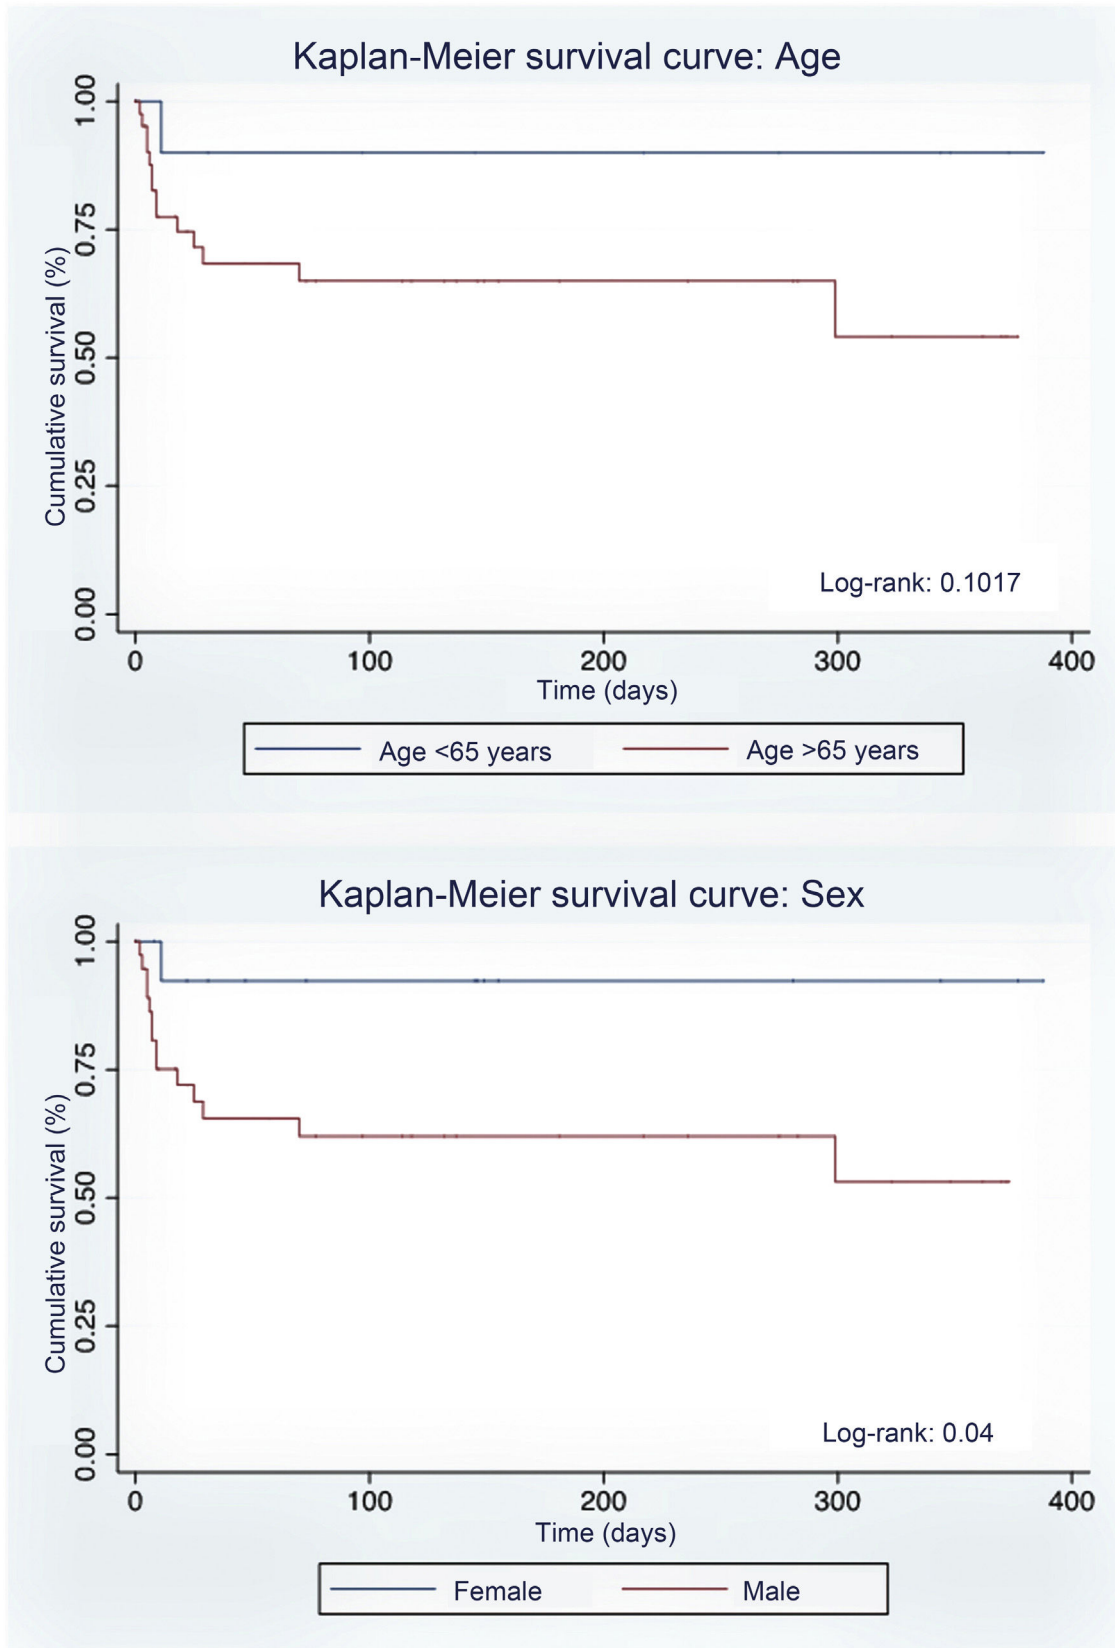 Kaplan-Meier survival curve: Age
Cumulative survival (%)
1.00
0.75
0.50
0.25
0.00
Log-rank: 0.1017
0 100 200 300 400
Time (days)
Age <65 years Age >65 years
Kaplan-Meier survival curve: Sex
Cumulative survival (%)
1.00
0.75
0.50
0.25
0.00
Log-rank: 0.04
0 100 200 300 400
Time (days)
Female Male